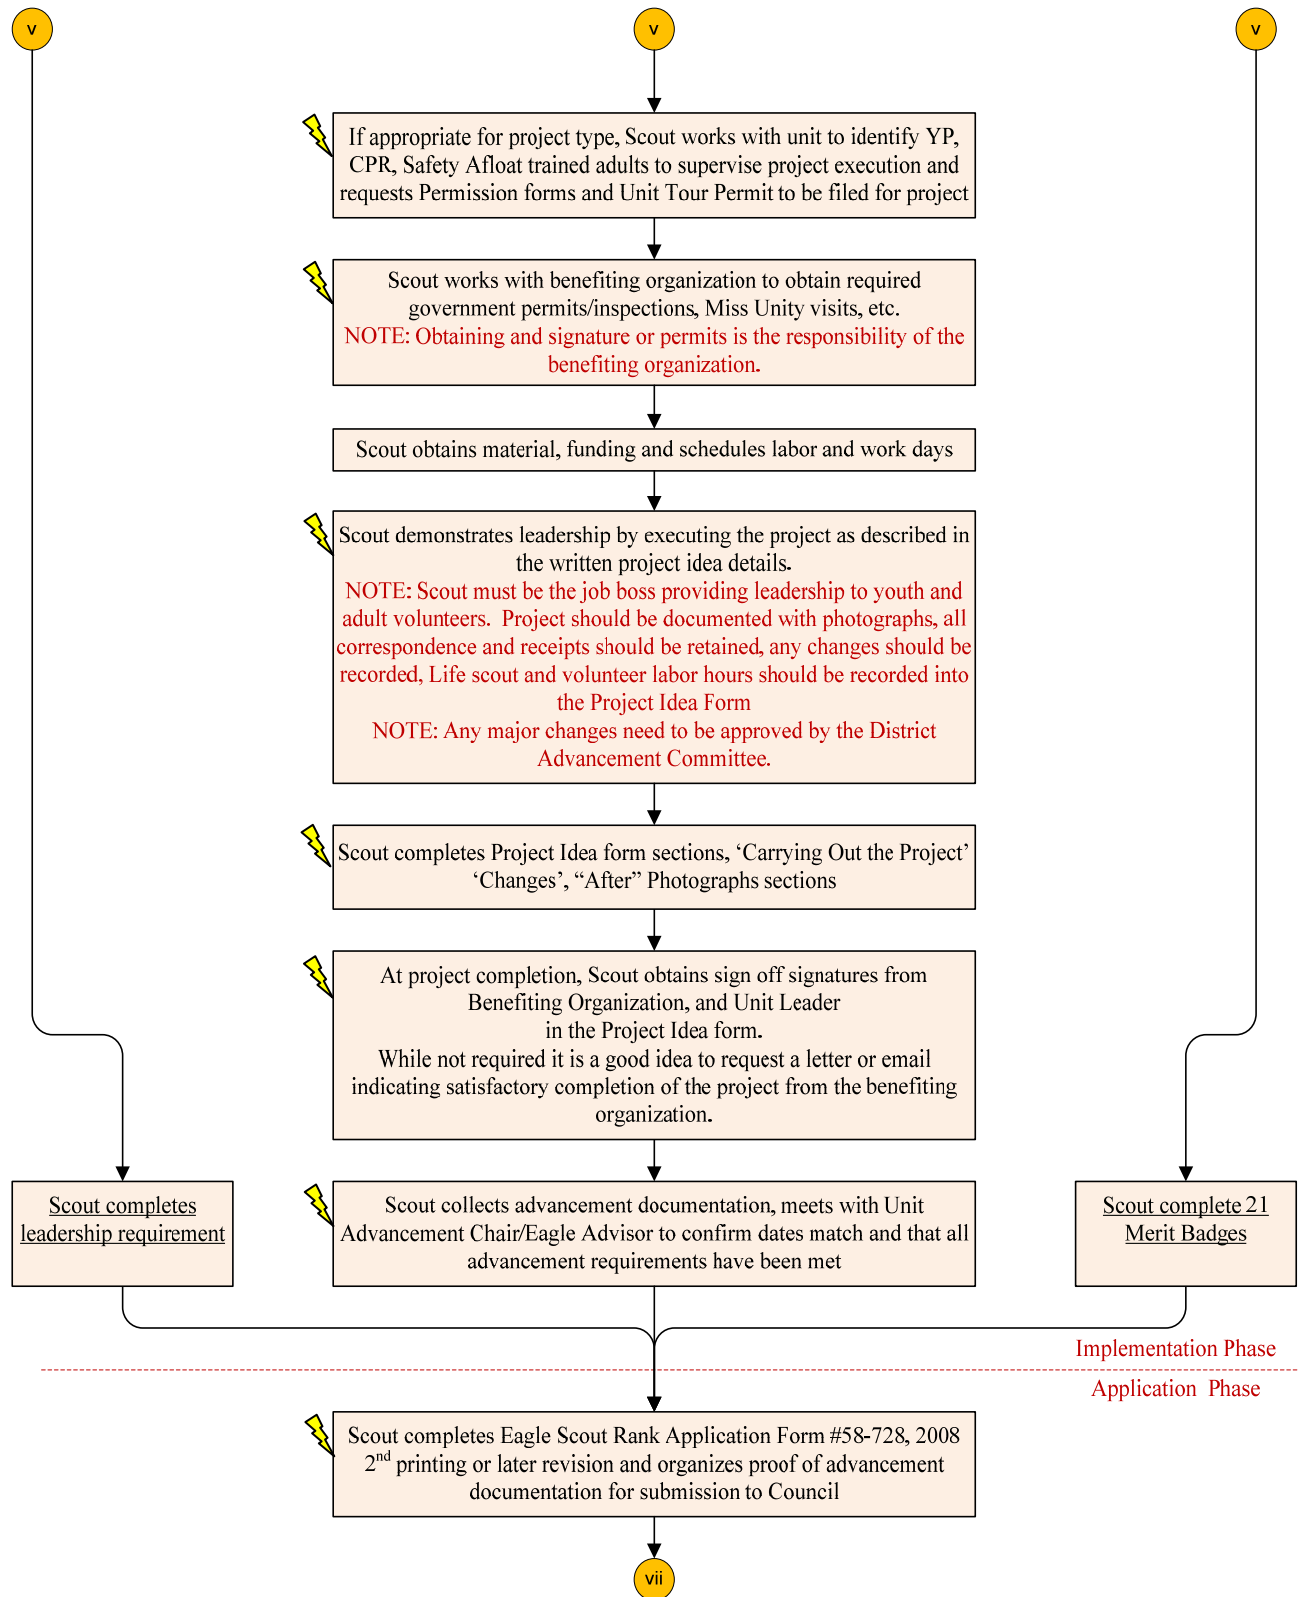 v
v
v
If appropriate for project type, Scout works with unit to identify YP,
CPR, Safety Afloat trained adults to supervise project execution and
requests Permission forms and Unit Tour Permit to be filed for project
Scout works with benefiting organization to obtain required
government permits/inspections, Miss Unity visits, etc.
NOTE: Obtaining and signature or permits is the responsibility of the
benefiting organization.
Scout obtains material, funding and schedules labor and work days
Scout demonstrates leadership by executing the project as described in
the written project idea details.
NOTE: Scout must be the job boss providing leadership to youth and
adult volunteers.  Project should be documented with photographs, all
correspondence and receipts should be retained, any changes should be
recorded, Life scout and volunteer labor hours should be recorded into
the Project Idea Form
NOTE: Any major changes need to be approved by the District
Advancement Committee.
Scout completes Project Idea form sections, ‘Carrying Out the Project’
‘Changes’, “After” Photographs sections
At project completion, Scout obtains sign off signatures from
Benefiting Organization, and Unit Leader
in the Project Idea form.
While not required it is a good idea to request a letter or email
indicating satisfactory completion of the project from the benefiting
organization.
Scout completes
leadership requirement
Scout collects advancement documentation, meets with Unit
Advancement Chair/Eagle Advisor to confirm dates match and that all
advancement requirements have been met
Scout complete 21
Merit Badges
Implementation Phase
Application  Phase
Scout completes Eagle Scout Rank Application Form #58-728, 2008
2nd printing or later revision and organizes proof of advancement
documentation for submission to Council
vii